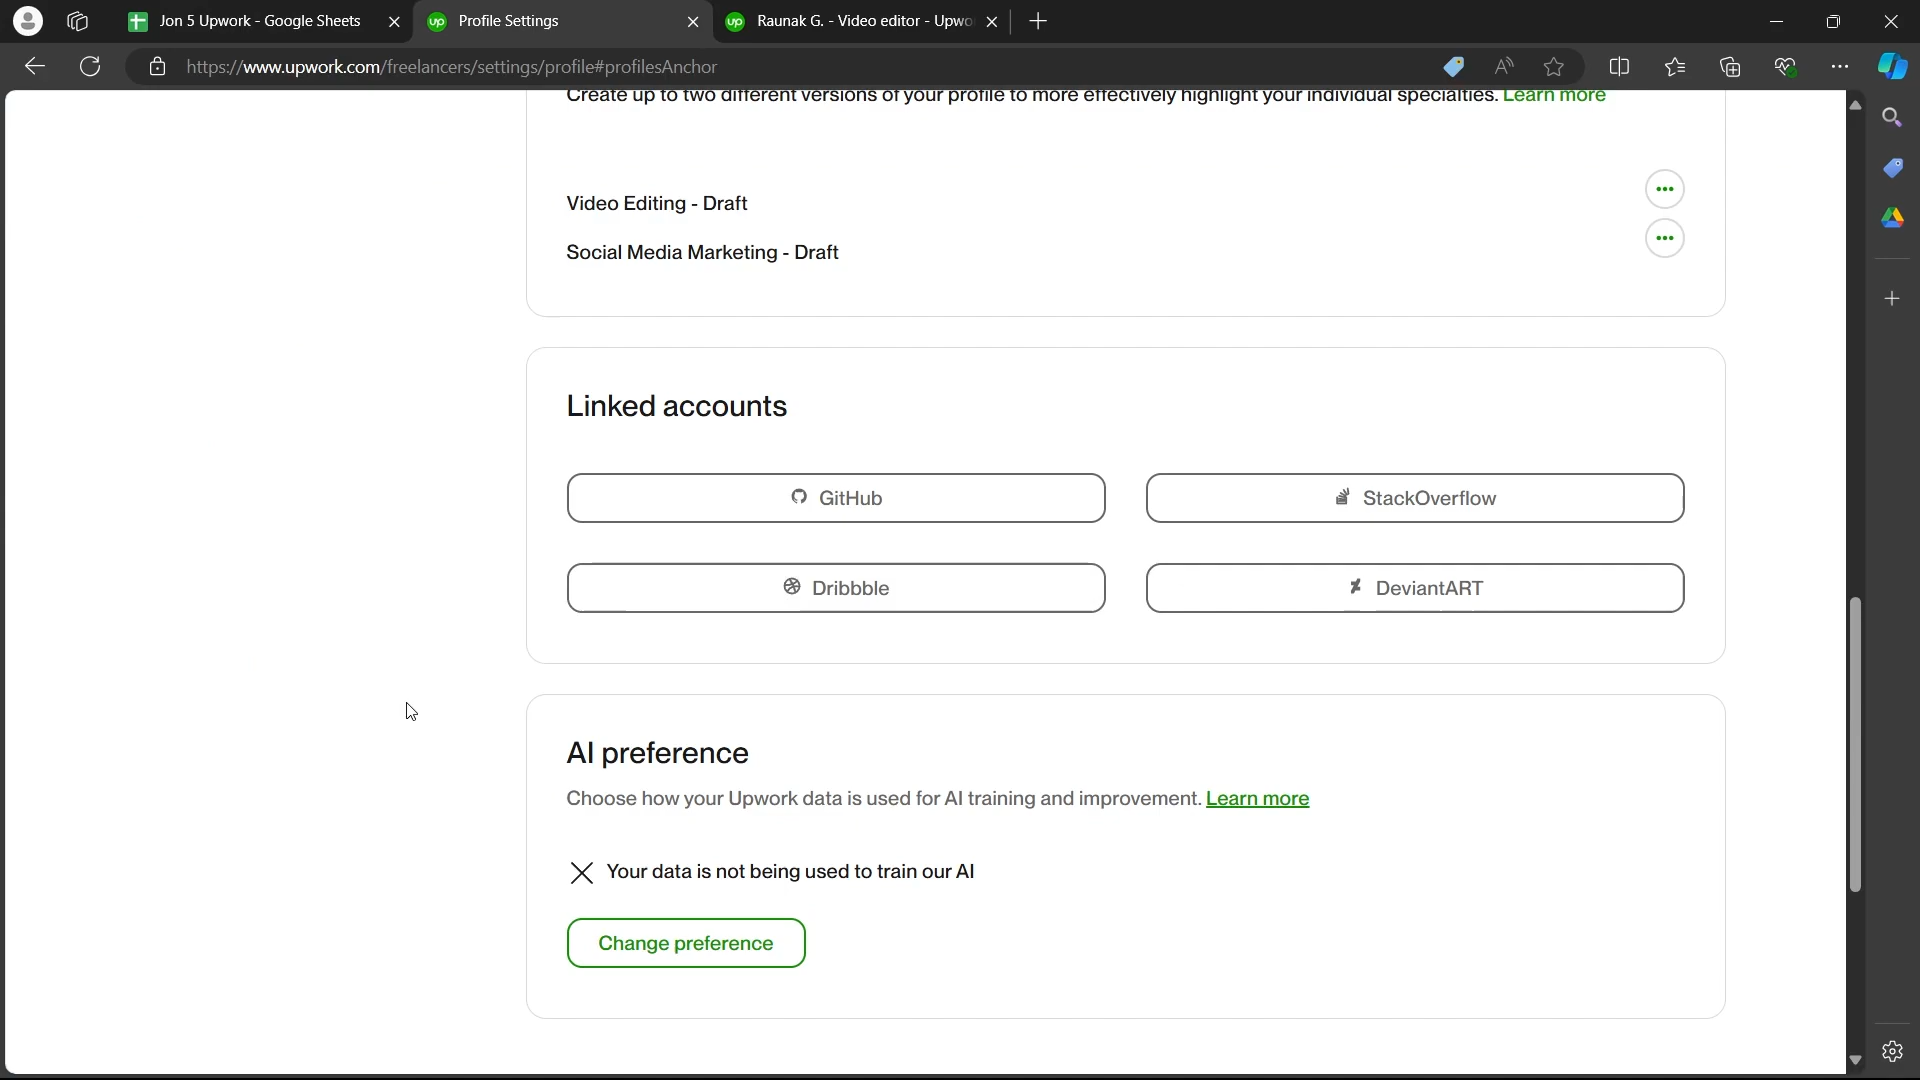 Jon 5 Upwork - Google Sheets
up Profile Settings
up Raunak G. - Video editor - Upwo
https://www.upwork.com/freelancers/settings/profile#profilesAnchor
Create up to two different versions of your profile to more effectively highlight your individual specialties. Learn more
Video Editing - Draft
Social Media Marketing - Draft
Linked accounts
GitHub
StackOverflow
Dribbble
DeviantART
AI preference
Choose how your Upwork data is used for AI training and improvement. Learn more
Your data is not being used to train our AI
Change preference